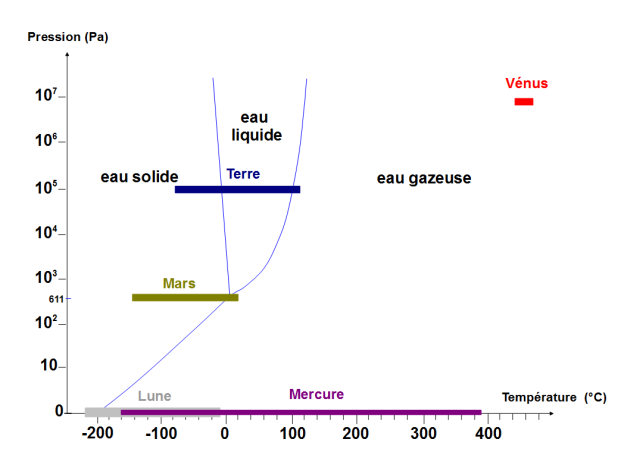 Pression (Pa)
Vénus
10⁷
eau
liquide
10⁶
eau solide
Terre
eau gazeuse
10⁵
10⁴
10³
Mars
611
10²
10
Lune
Mercure
Température (°C)
0
-200 -100 0 100 200 300 400